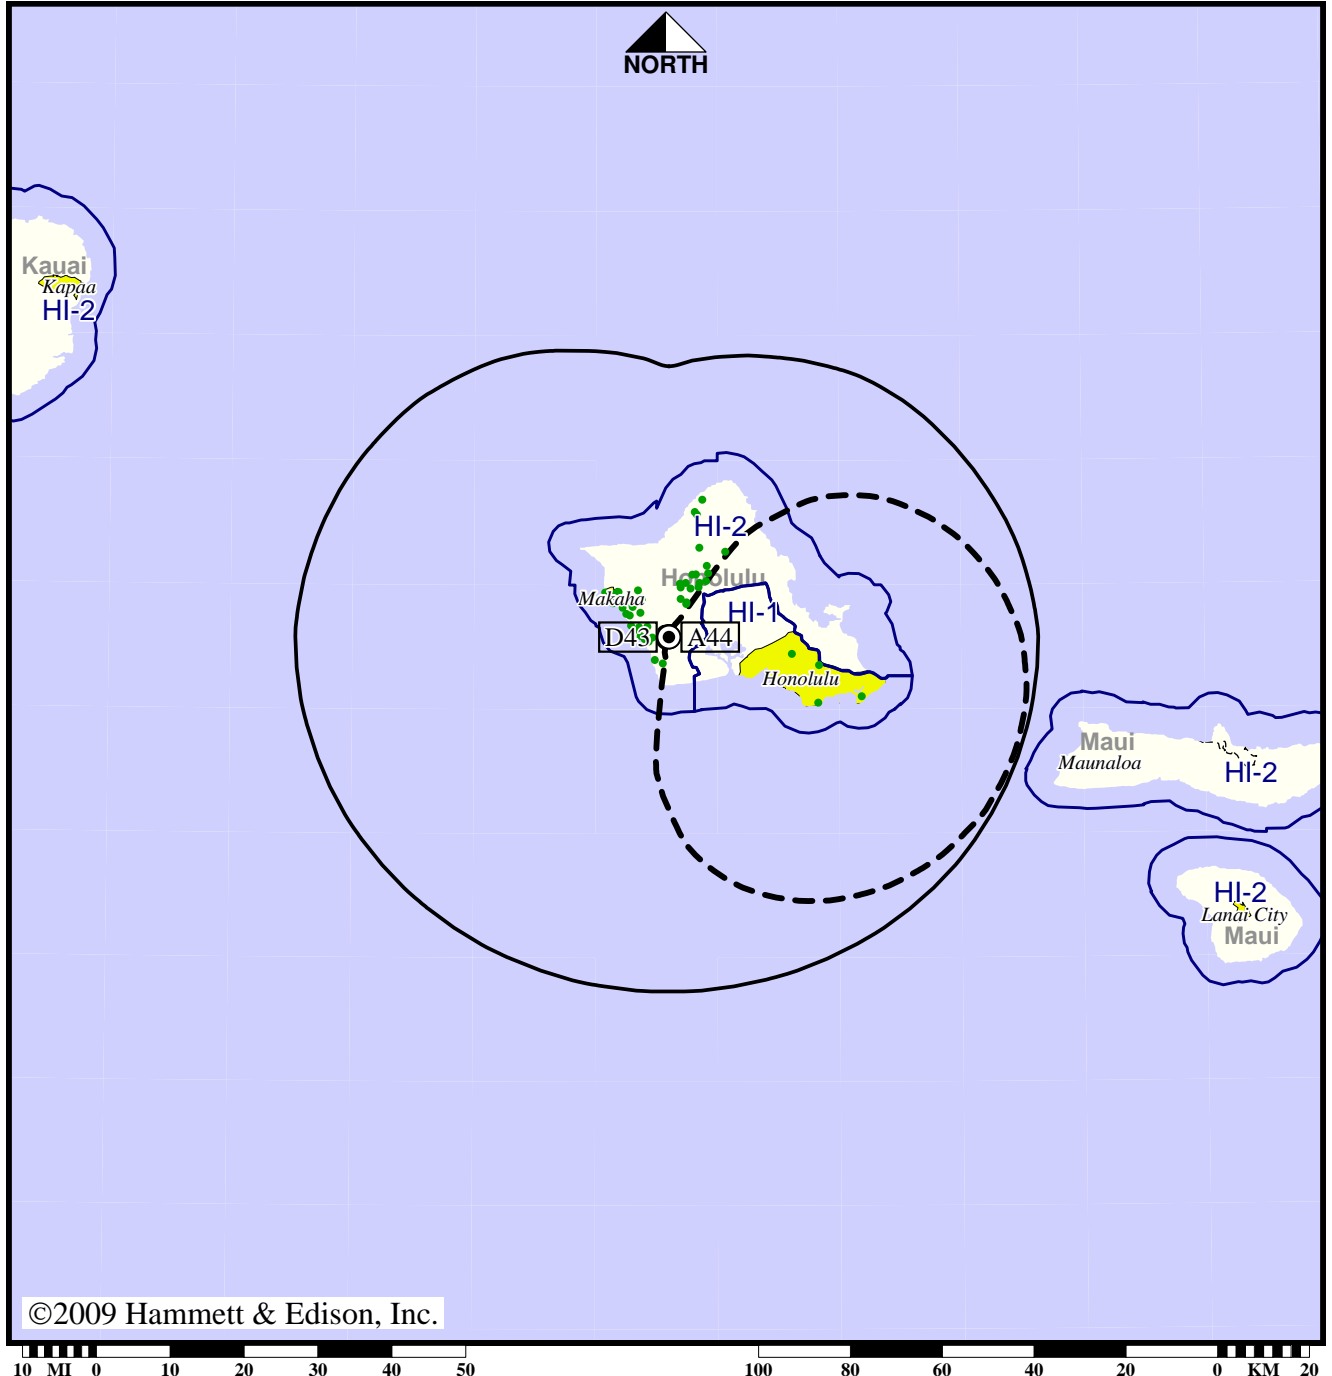 NORTH
Kauai
Kapaa
HI-2
HI-2
Honolulu
Makaha
HI-1
D43 A44
Honolulu
Maui
Maunaloa
HI-2
HI-2
Lanai City
Maui
©2009 Hammett & Edison, Inc.
10 MI 0 10 20 30 40 50 100 80 60 40 20 0 KM 20